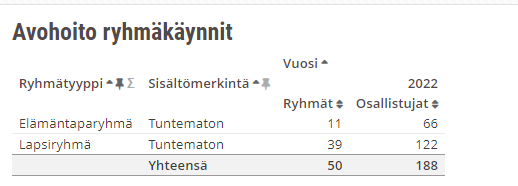 Avohoito ryhmäkäynnit
Vuosi
Ryhmätyyppi Σ Sisältömerkintä 2022
Ryhmät Osallistujat
Elämäntaparyhmä Tuntematon 11 66
Lapsiryhmä Tuntematon 39 122
Yhteensä 50 188